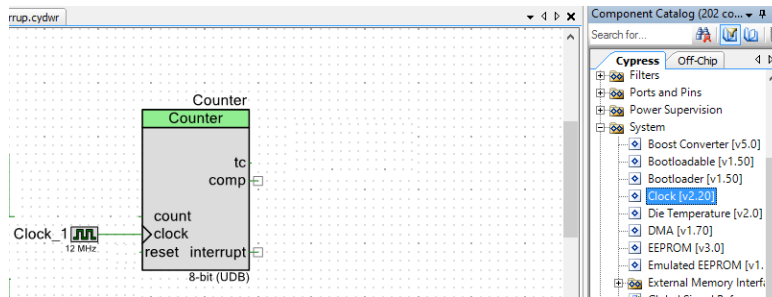 rrup.cydwr
Component Catalog (202 co...
Search for...
Cypress
Off-Chip
Filters
Ports and Pins
Power Supervision
System
Boost Converter [v5.0]
Bootloadable [v1.50]
Bootloader [v1.50]
Clock [v2.20]
Die Temperature [v2.0]
DMA [v1.70]
EEPROM [v3.0]
Emulated EEPROM [v1.
External Memory Interf
Counter
Counter
tc
comp
count
Clock_1
clock
12 MHz
reset interrupt
8-bit (UDB)